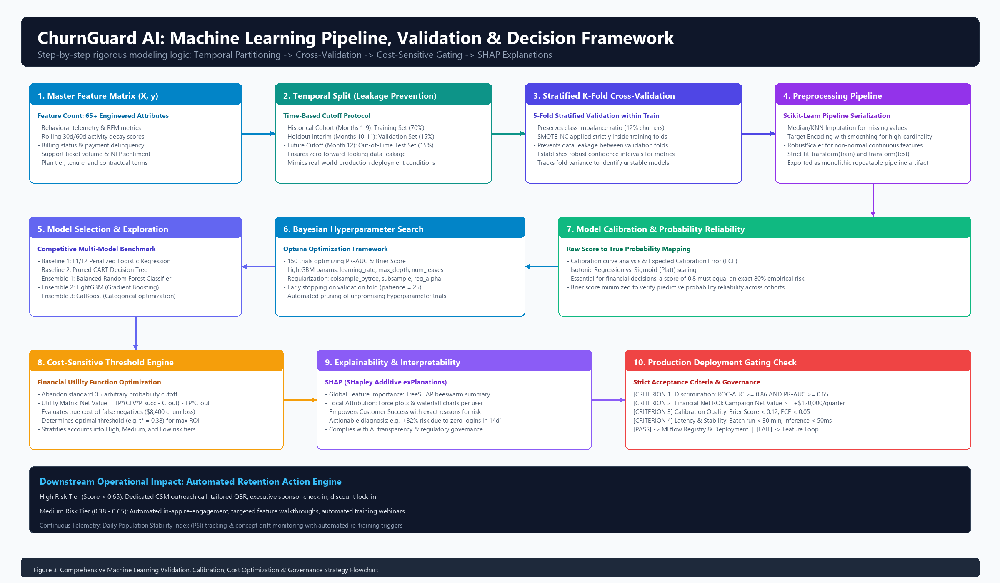 ChurnGuard AI: Machine Learning Pipeline, Validation & Decision Framework
Step-by-step rigorous modeling logic: Temporal Partitioning -> Cross-Validation -> Cost-Sensitive Gating -> SHAP Explanations
1. Master Feature Matrix (X, y)
Feature Count: 65+ Engineered Attributes
- Behavioral telemetry & RFM metrics
- Rolling 30d/60d activity decay scores
- Billing status & payment delinquency
- Support ticket volume & NLP sentiment
- Plan tier, tenure, and contractual terms
2. Temporal Split (Leakage Prevention)
Time-Based Cutoff Protocol
- Historical Cohort (Months 1-9): Training Set (70%)
- Holdout Interim (Months 10-11): Validation Set (15%)
- Future Cutoff (Month 12): Out-of-Time Test Set (15%)
- Ensures zero forward-looking data leakage
- Mimics real-world production deployment conditions
3. Stratified K-Fold Cross-Validation
5-Fold Stratified Validation within Train
- Preserves class imbalance ratio (12% churners)
- SMOTE-NC applied strictly inside training folds
- Prevents data leakage between validation folds
- Establishes robust confidence intervals for metrics
- Tracks fold variance to identify unstable models
4. Preprocessing Pipeline
Scikit-Learn Pipeline Serialization
- Median/KNN Imputation for missing values
- Target Encoding with smoothing for high-cardinality
- RobustScaler for non-normal continuous features
- Strict fit_transform(train) and transform(test)
- Exported as monolithic repeatable pipeline artifact
5. Model Selection & Exploration
Competitive Multi-Model Benchmark
- Baseline 1: L1/L2 Penalized Logistic Regression
- Baseline 2: Pruned CART Decision Tree
- Ensemble 1: Balanced Random Forest Classifier
- Ensemble 2: LightGBM (Gradient Boosting)
- Ensemble 3: CatBoost (Categorical optimization)
6. Bayesian Hyperparameter Search
Optuna Optimization Framework
- 150 trials optimizing PR-AUC & Brier Score
- LightGBM params: learning_rate, max_depth, num_leaves
- Regularization: colsample_bytree, subsample, reg_alpha
- Early stopping on validation fold (patience = 25)
- Automated pruning of unpromising hyperparameter trials
7. Model Calibration & Probability Reliability
Raw Score to True Probability Mapping
- Calibration curve analysis & Expected Calibration Error (ECE)
- Isotonic Regression vs. Sigmoid (Platt) scaling
- Essential for financial decisions: a score of 0.8 must equal an exact 80% empirical risk
- Brier score minimized to verify predictive probability reliability across cohorts
8. Cost-Sensitive Threshold Engine
Financial Utility Function Optimization
- Abandon standard 0.5 arbitrary probability cutoff
- Utility Matrix: Net Value = TP*(CLV*P_succ - C_out) - FP*C_out
- Evaluates true cost of false negatives ($8,400 churn loss)
- Determines optimal threshold (e.g. t* = 0.38) for max ROI
- Stratifies accounts into High, Medium, and Low risk tiers
9. Explainability & Interpretability
SHAP (SHapley Additive exPlanations)
- Global Feature Importance: TreeSHAP beeswarm summary
- Local Attribution: Force plots & waterfall charts per user
- Empowers Customer Success with exact reasons for risk
- Actionable diagnosis: e.g. '+32% risk due to zero logins in 14d'
- Complies with AI transparency & regulatory governance
10. Production Deployment Gating Check
Strict Acceptance Criteria & Governance
[CRITERION 1] Discrimination: ROC-AUC >= 0.86 AND PR-AUC >= 0.65
[CRITERION 2] Financial Net ROI: Campaign Net Value >= +$120,000/quarter
[CRITERION 3] Calibration Quality: Brier Score < 0.12, ECE < 0.05
[CRITERION 4] Latency & Stability: Batch run < 30 min, Inference < 50ms
[PASS] -> MLflow Registry & Deployment | [FAIL] -> Feature Loop
Downstream Operational Impact: Automated Retention Action Engine
High Risk Tier (Score > 0.65): Dedicated CSM outreach call, tailored QBR, executive sponsor check-in, discount lock-in
Medium Risk Tier (0.38 - 0.65): Automated in-app re-engagement, targeted feature walkthroughs, automated training webinars
Continuous Telemetry: Daily Population Stability Index (PSI) tracking & concept drift monitoring with automated re-training triggers
Figure 3: Comprehensive Machine Learning Validation, Calibration, Cost Optimization & Governance Strategy Flowchart